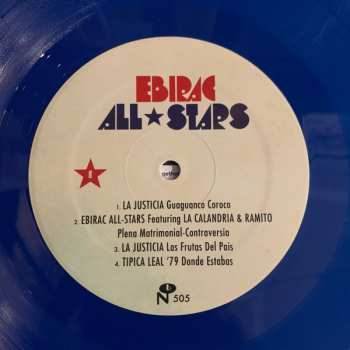 EBIRAC
ALL★STARS
1. LA JUSTICIA Guaguanco Coroco
2. EBIRAC ALL-STARS Featuring LA CALANDRIA & RAMITO
Plena Matrimonial-Contraversia
3. LA JUSTICIA Las Frutas Del Pais
4. TIPICA LEAL '79 Donde Estabas
N 505